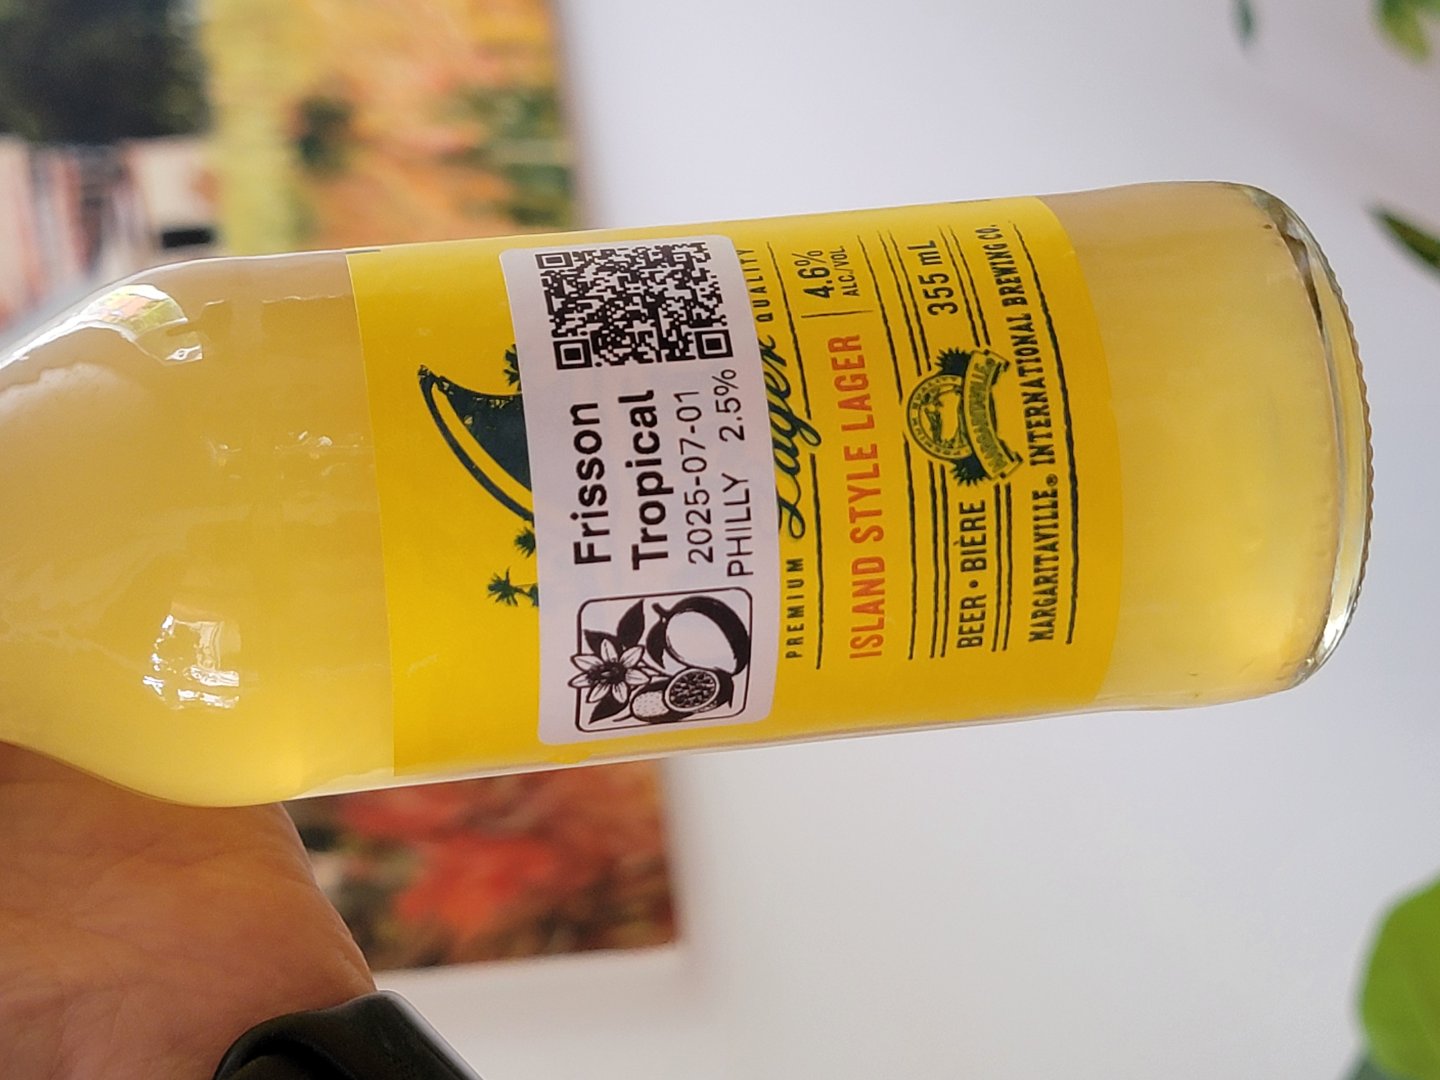 Frisson
Tropical
2025-07-01
PHILLY 2.5%
PREMIUM Lager QUALITY
ISLAND STYLE LAGER
4.6%
ALC./VOL
BEER • BIÈRE
MARGARITAVILLE
355 mL
MARGARITAVILLE® INTERNATIONAL BREWING CO.